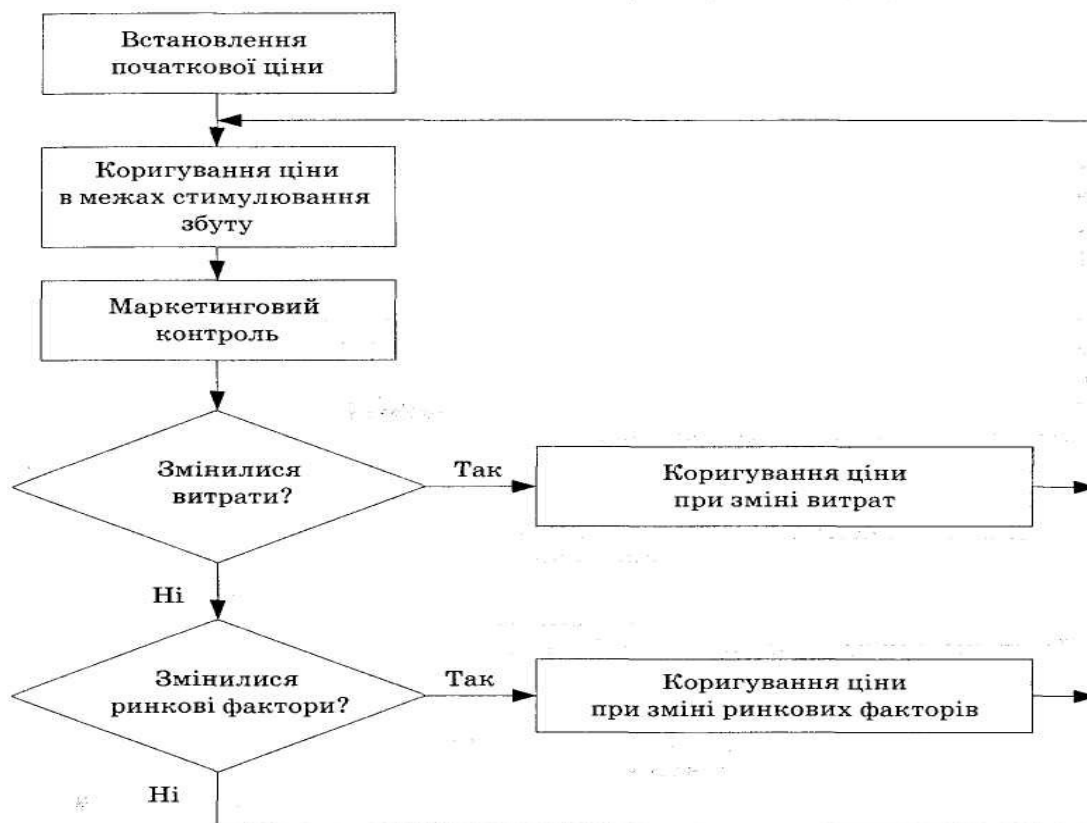 Встановлення
початкової ціни
Коригування ціни
в межах стимулювання
збуту
Маркетинговий
контроль
Змінилися
витрати?
Так
Коригування ціни
при зміні витрат
Ні
Змінилися
ринкові фактори?
Так
Коригування ціни
при зміні ринкових факторів
Ні